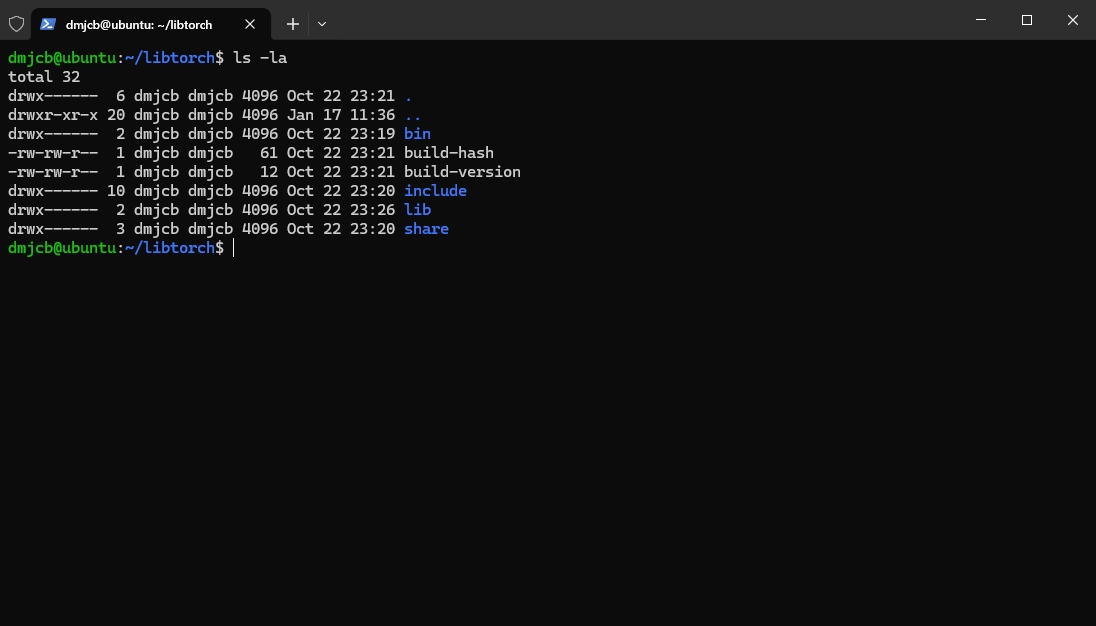 dmjcb@ubuntu: ~/libtorch
dmjcb@ubuntu:~/libtorch$ ls -la
total 32
drwx------  6 dmjcb dmjcb 4096 Oct 22 23:21 .
drwxr-xr-x 20 dmjcb dmjcb 4096 Jan 17 11:36 ..
drwx------  2 dmjcb dmjcb 4096 Oct 22 23:19 bin
-rw-rw-r--  1 dmjcb dmjcb   61 Oct 22 23:21 build-hash
-rw-rw-r--  1 dmjcb dmjcb   12 Oct 22 23:21 build-version
drwx------ 10 dmjcb dmjcb 4096 Oct 22 23:20 include
drwx------  2 dmjcb dmjcb 4096 Oct 22 23:26 lib
drwx------  3 dmjcb dmjcb 4096 Oct 22 23:20 share
dmjcb@ubuntu:~/libtorch$